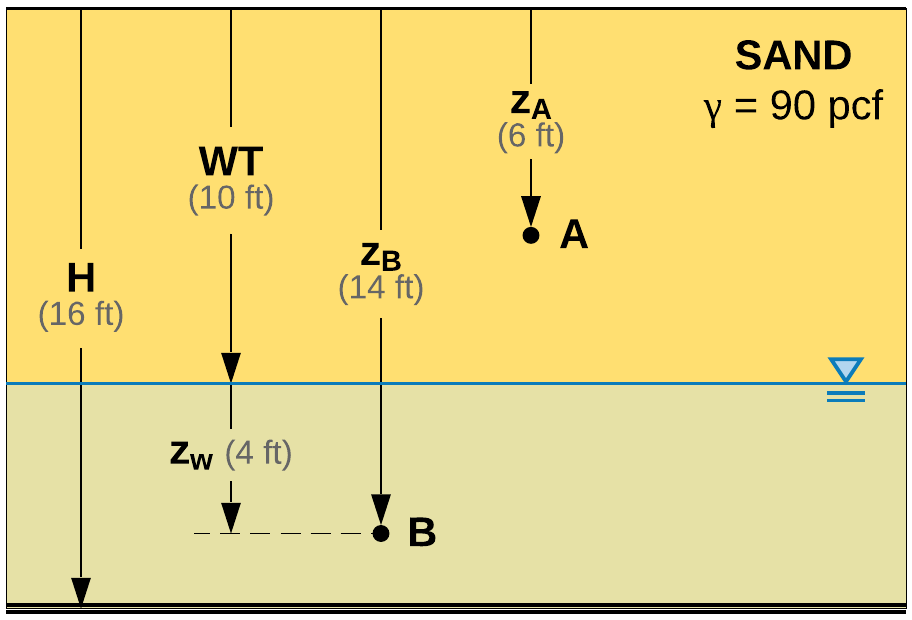 SAND
γ = 90 pcf
zA
(6 ft)
A
WT
(10 ft)
zB
(14 ft)
H
(16 ft)
zw (4 ft)
B